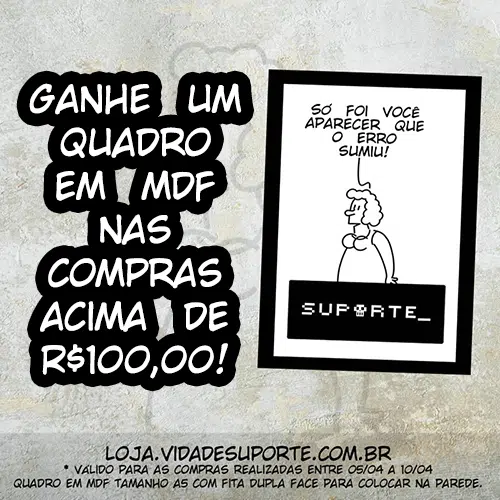 GANHE UM
QUADRO
EM MDF
NAS
COMPRAS
ACIMA DE
R$100,00!
SÓ FOI VOCÊ
APARECER QUE
O ERRO
SUMIU!
SUPORTE_
LOJA.VIDADESUPORTE.COM.BR
* VALIDO PARA AS COMPRAS REALIZADAS ENTRE 05/04 A 10/04
QUADRO EM MDF TAMANHO A5 COM FITA DUPLA FACE PARA COLOCAR NA PAREDE.